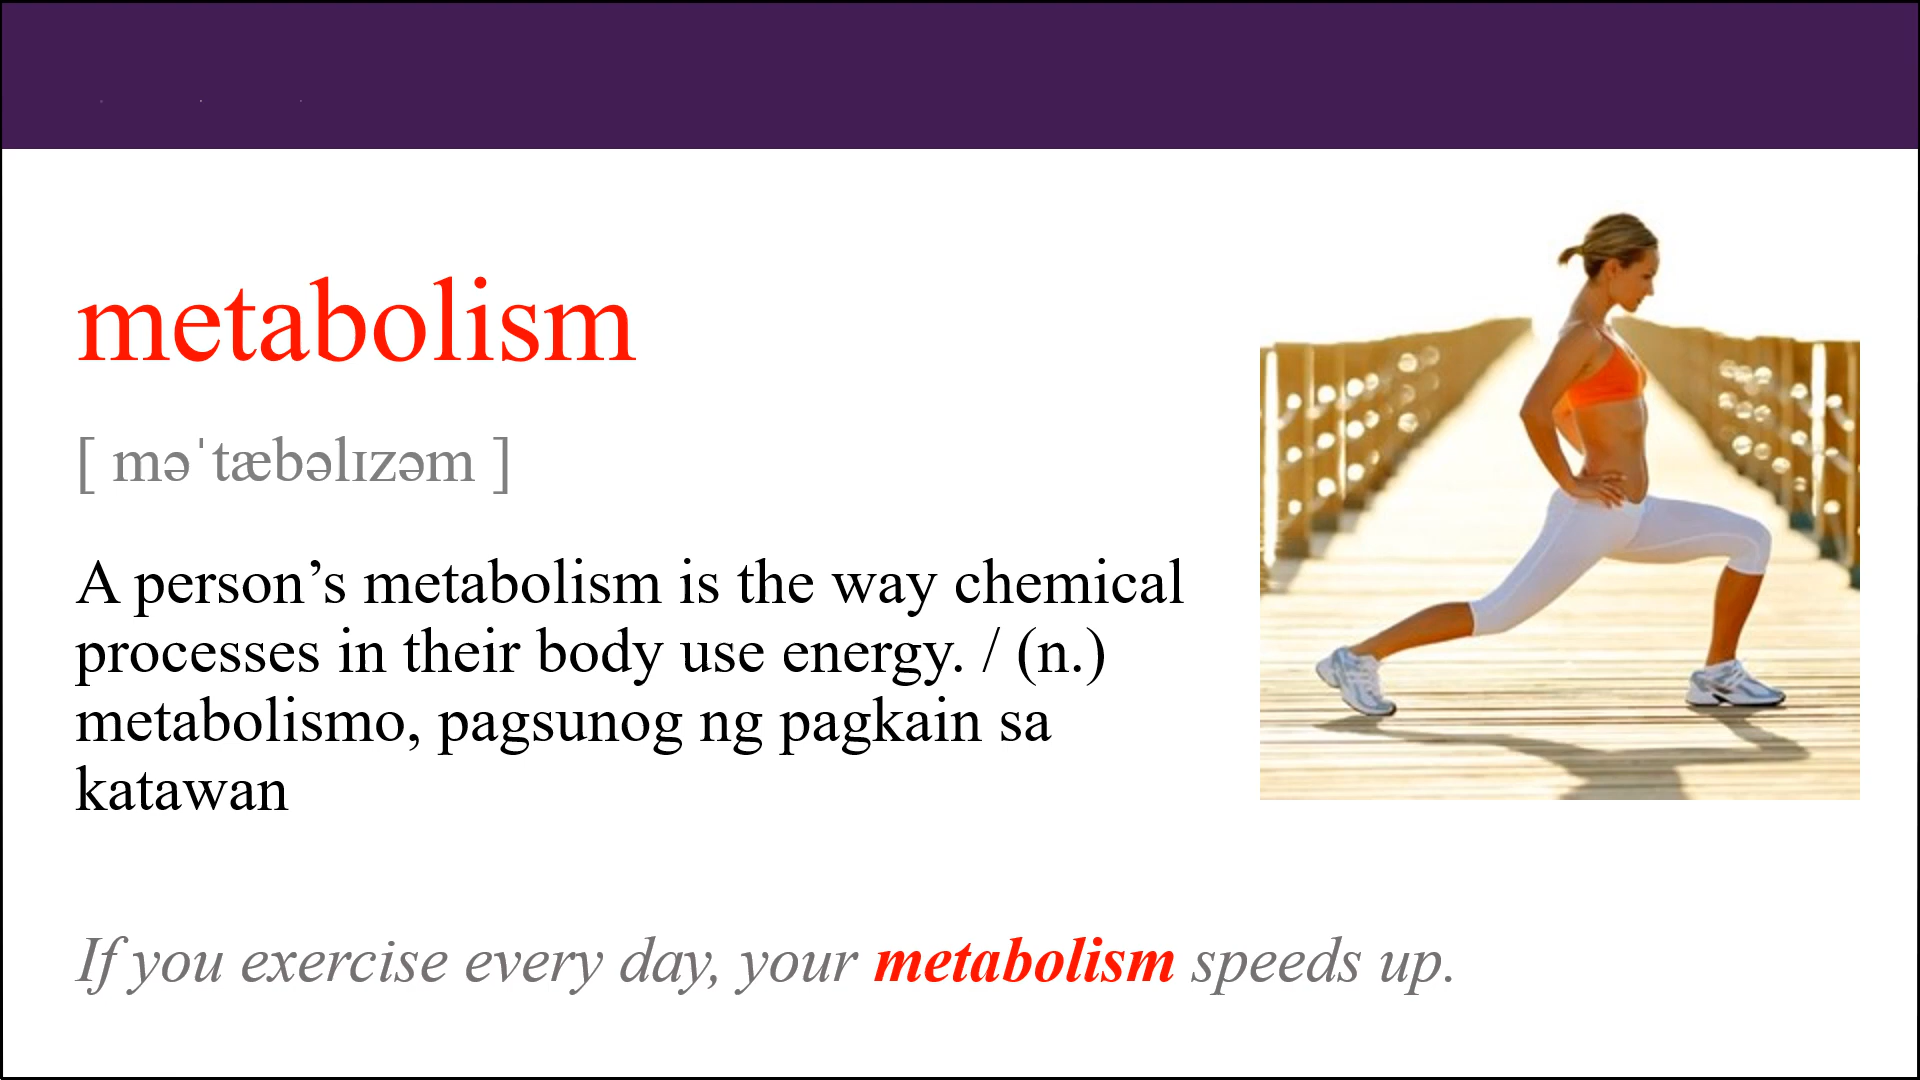 metabolism
[ məˈtæbəlɪzəm ]
A person’s metabolism is the way chemical
processes in their body use energy. / (n.)
metabolismo, pagsunog ng pagkain sa
katawan
If you exercise every day, your metabolism speeds up.